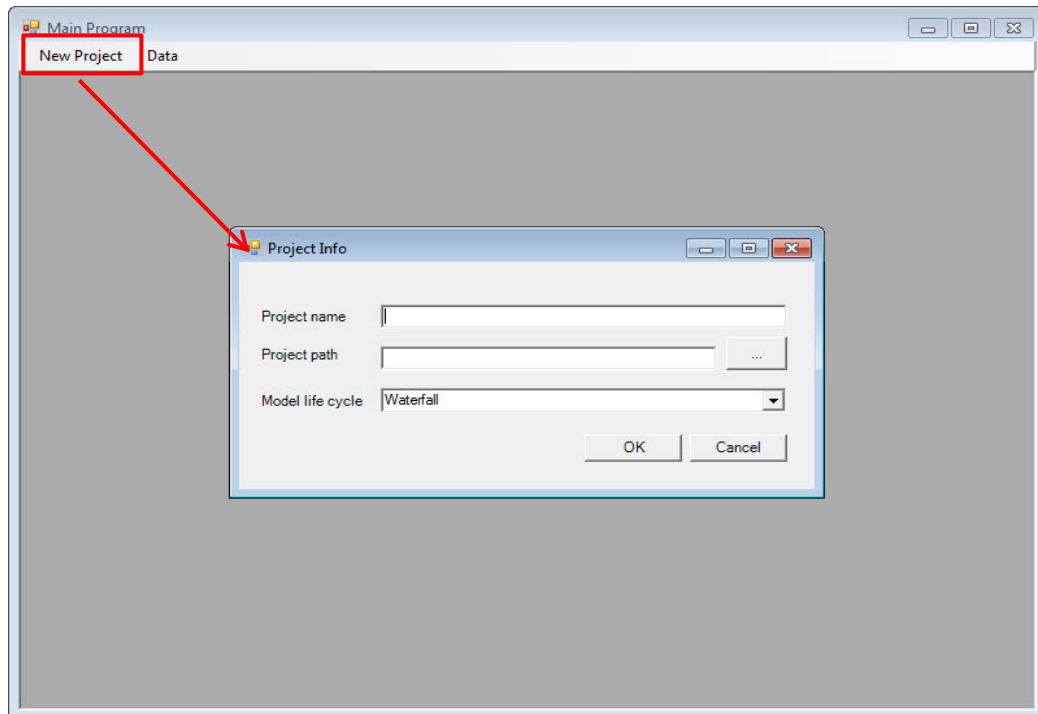 Main Program
New Project Data
Project Info
Project name
Project path ...
Model life cycle Waterfall
OK Cancel